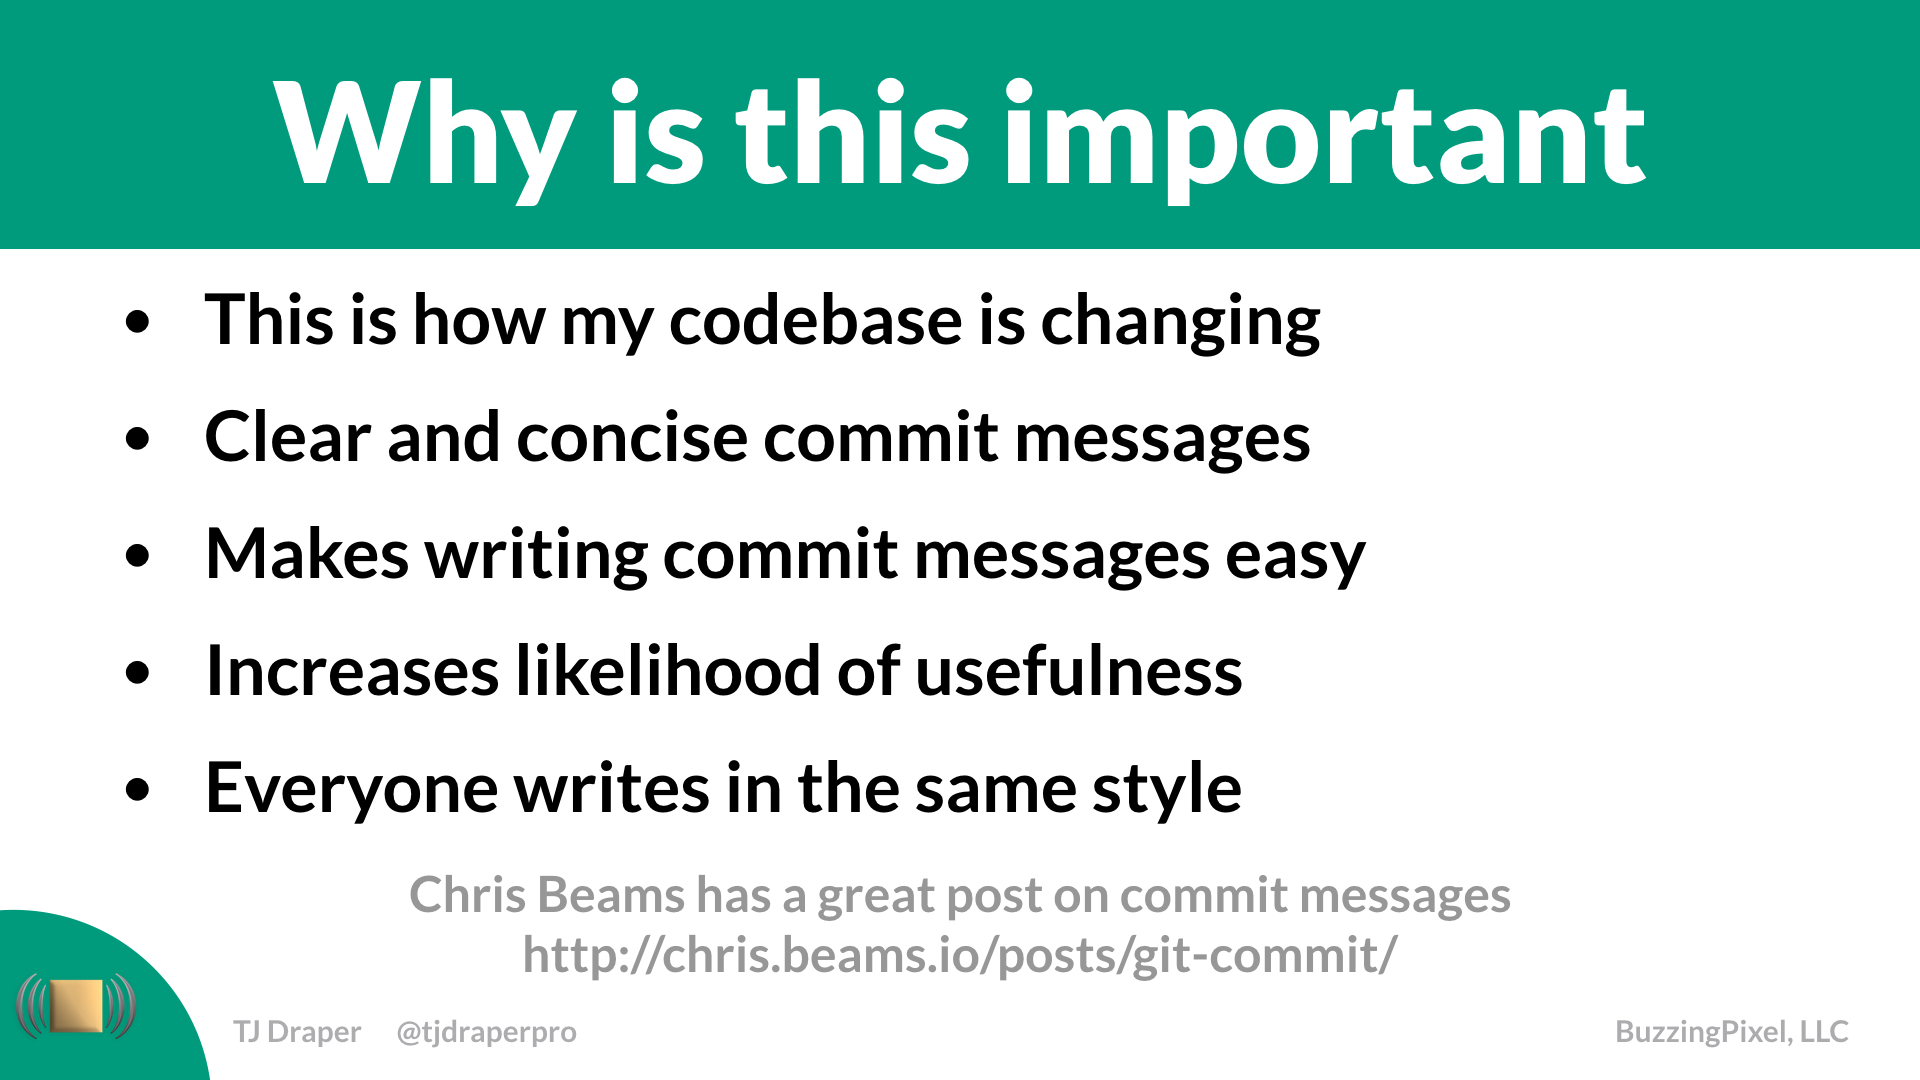 Why is this important
• This is how my codebase is changing
• Clear and concise commit messages
• Makes writing commit messages easy
• Increases likelihood of usefulness
• Everyone writes in the same style
Chris Beams has a great post on commit messages
http://chris.beams.io/posts/git-commit/
TJ Draper @tjdraperpro BuzzingPixel, LLC